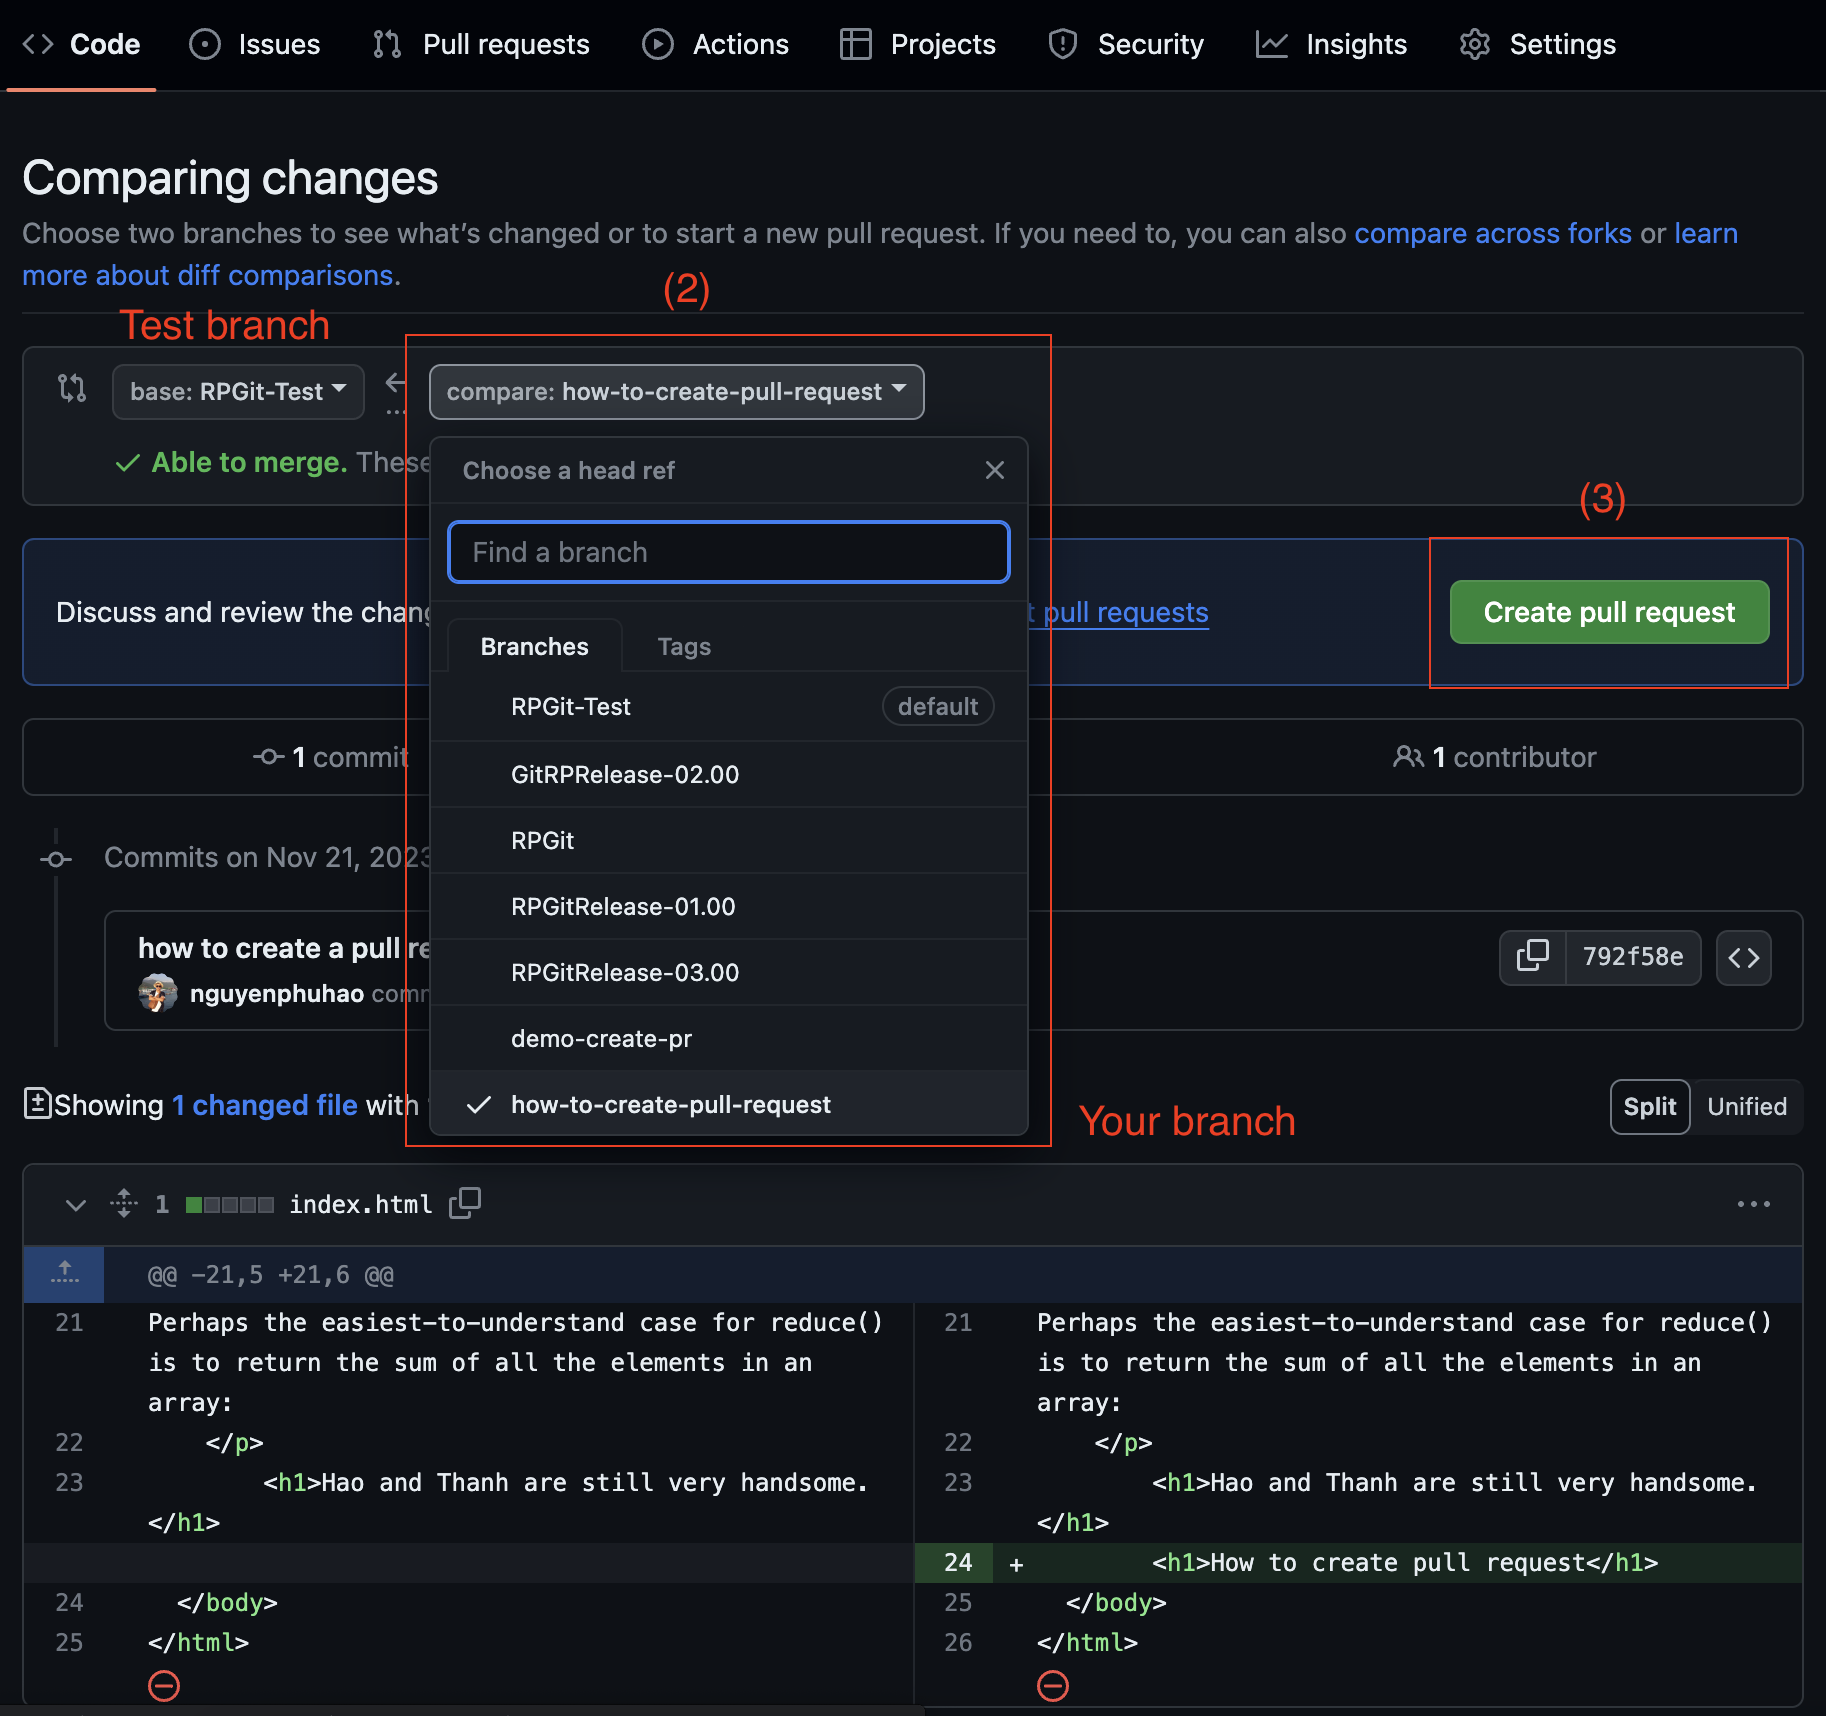 Code Issues Pull requests Actions Projects Security Insights Settings
Comparing changes
Choose two branches to see what’s changed or to start a new pull request. If you need to, you can also compare across forks or learn
more about diff comparisons.
(2)
Test branch
base: RPGit-Test compare: how-to-create-pull-request
Able to merge. These
Choose a head ref
(3)
Find a branch
Discuss and review the chang
t pull requests
Create pull request
Branches Tags
RPGit-Test default
1 commit
1 contributor
GitRPRelease-02.00
RPGit
Commits on Nov 21, 2023
RPGitRelease-01.00
how to create a pull re
RPGitRelease-03.00
792f58e
nguyenphuhao comm
demo-create-pr
how-to-create-pull-request
Showing 1 changed file with
Your branch
Split Unified
1 index.html
@@ -21,5 +21,6 @@
21 Perhaps the easiest-to-understand case for reduce()
is to return the sum of all the elements in an
array:
22 </p>
23 <h1>Hao and Thanh are still very handsome.
</h1>
24 </body>
25 </html>
21 Perhaps the easiest-to-understand case for reduce()
is to return the sum of all the elements in an
array:
22 </p>
23 <h1>Hao and Thanh are still very handsome.
</h1>
24 + <h1>How to create pull request</h1>
25 </body>
26 </html>